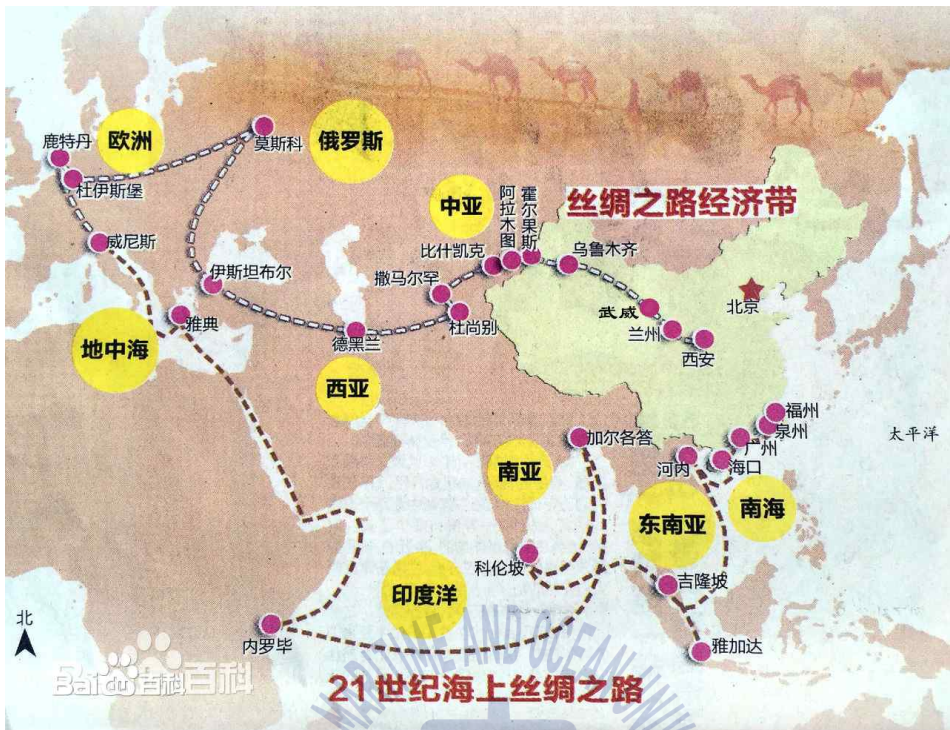 欧洲
鹿特丹
杜伊斯堡
莫斯科
俄罗斯
中亚
阿拉木图
霍尔果斯
丝绸之路经济带
威尼斯
比什凯克
乌鲁木齐
伊斯坦布尔
撒马尔罕
北京
武威
雅典
杜尚别
兰州
德黑兰
西安
地中海
西亚
福州
泉州
太平洋
广州
加尔各答
河内
海口
南亚
南海
东南亚
科伦坡
吉隆坡
印度洋
北
内罗毕
雅加达
MARITIME AND OCEAN UNIV
Baidu百科百科
21世纪海上丝绸之路